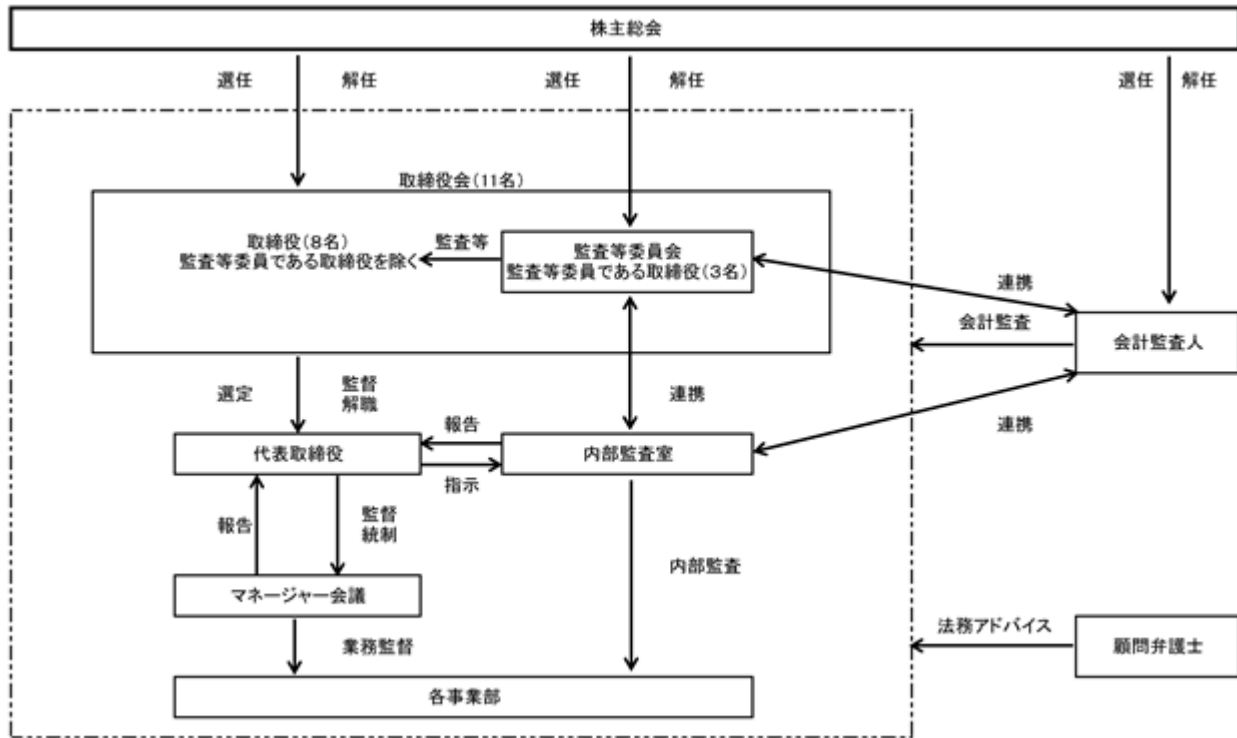 株主総会
選任 解任 選任 解任 選任 解任
取締役会(11名)
取締役(8名)
監査等委員である取締役を除く
監査等
監査等委員会
監査等委員である取締役(3名)
連携
会計監査
会計監査人
選定
監督
解職
連携
連携
代表取締役
報告
指示
内部監査室
報告
監督
統制
内部監査
マネージャー会議
業務監督
法務アドバイス
顧問弁護士
各事業部